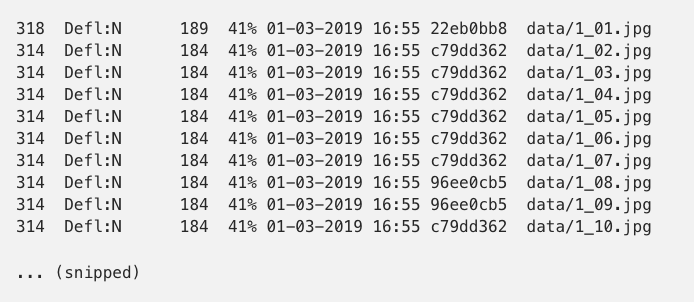 318  Defl:N      189  41% 01-03-2019 16:55 22eb0bb8  data/1_01.jpg
314  Defl:N      184  41% 01-03-2019 16:55 c79dd362  data/1_02.jpg
314  Defl:N      184  41% 01-03-2019 16:55 c79dd362  data/1_03.jpg
314  Defl:N      184  41% 01-03-2019 16:55 c79dd362  data/1_04.jpg
314  Defl:N      184  41% 01-03-2019 16:55 c79dd362  data/1_05.jpg
314  Defl:N      184  41% 01-03-2019 16:55 c79dd362  data/1_06.jpg
314  Defl:N      184  41% 01-03-2019 16:55 c79dd362  data/1_07.jpg
314  Defl:N      184  41% 01-03-2019 16:55 96ee0cb5  data/1_08.jpg
314  Defl:N      184  41% 01-03-2019 16:55 96ee0cb5  data/1_09.jpg
314  Defl:N      184  41% 01-03-2019 16:55 c79dd362  data/1_10.jpg
... (snipped)